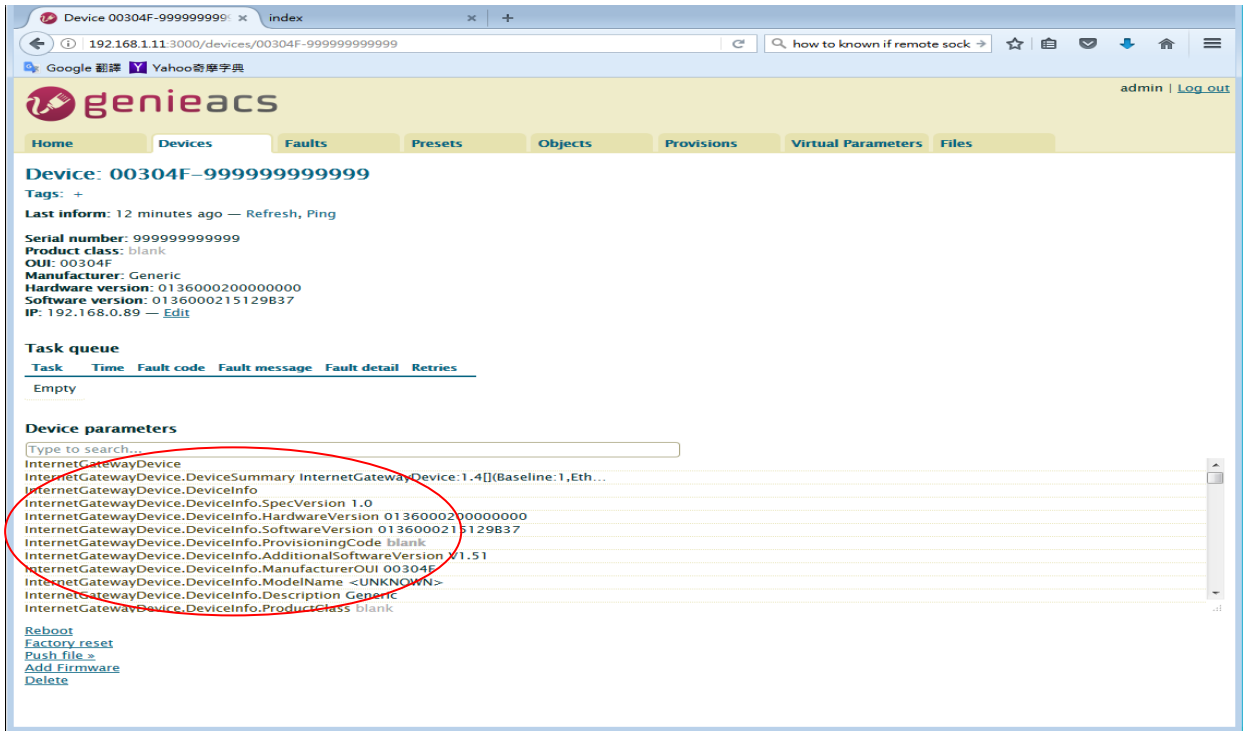 Device 00304F-999999999 index
192.168.1.11:3000/devices/00304F-999999999999 how to known if remote sock
Google 翻譯 Yahoo奇摩字典
genieacs
admin | Log out
Home Devices Faults Presets Objects Provisions Virtual Parameters Files
Device: 00304F-999999999999
Tags: +
Last inform: 12 minutes ago — Refresh, Ping
Serial number: 999999999999
Product class: blank
OUI: 00304F
Manufacturer: Generic
Hardware version: 0136000200000000
Software version: 0136000215129B37
IP: 192.168.0.89 — Edit
Task queue
Task Time Fault code Fault message Fault detail Retries
Empty
Device parameters
Type to search...
InternetGatewayDevice
InternetGatewayDevice.DeviceSummary InternetGatewayDevice:1.4[](Baseline:1,Eth...
InternetGatewayDevice.DeviceInfo
InternetGatewayDevice.DeviceInfo.SpecVersion 1.0
InternetGatewayDevice.DeviceInfo.HardwareVersion 0136000200000000
InternetGatewayDevice.DeviceInfo.SoftwareVersion 0136000215129B37
InternetGatewayDevice.DeviceInfo.ProvisioningCode blank
InternetGatewayDevice.DeviceInfo.AdditionalSoftwareVersion V1.51
InternetGatewayDevice.DeviceInfo.ManufacturerOUI 00304F
InternetGatewayDevice.DeviceInfo.ModelName <UNKNOWN>
InternetGatewayDevice.DeviceInfo.Description Generic
InternetGatewayDevice.DeviceInfo.ProductClass blank
Reboot
Factory reset
Push file »
Add Firmware
Delete